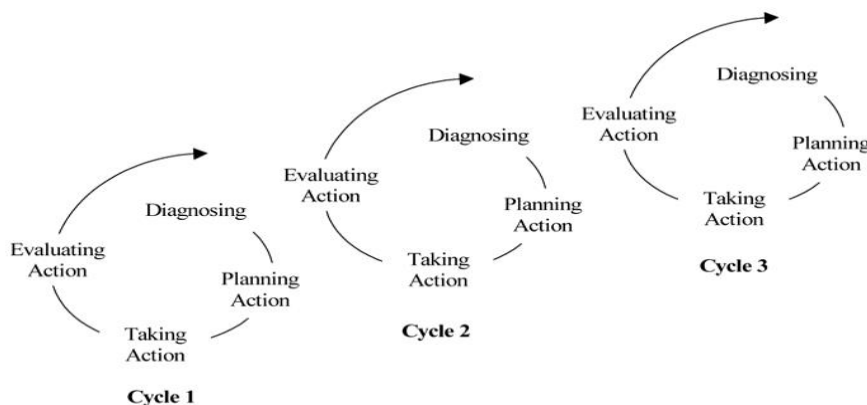 Diagnosing
Planning
Action
Taking
Action
Evaluating
Action
Cycle 1
Diagnosing
Planning
Action
Taking
Action
Evaluating
Action
Cycle 2
Diagnosing
Planning
Action
Taking
Action
Evaluating
Action
Cycle 3